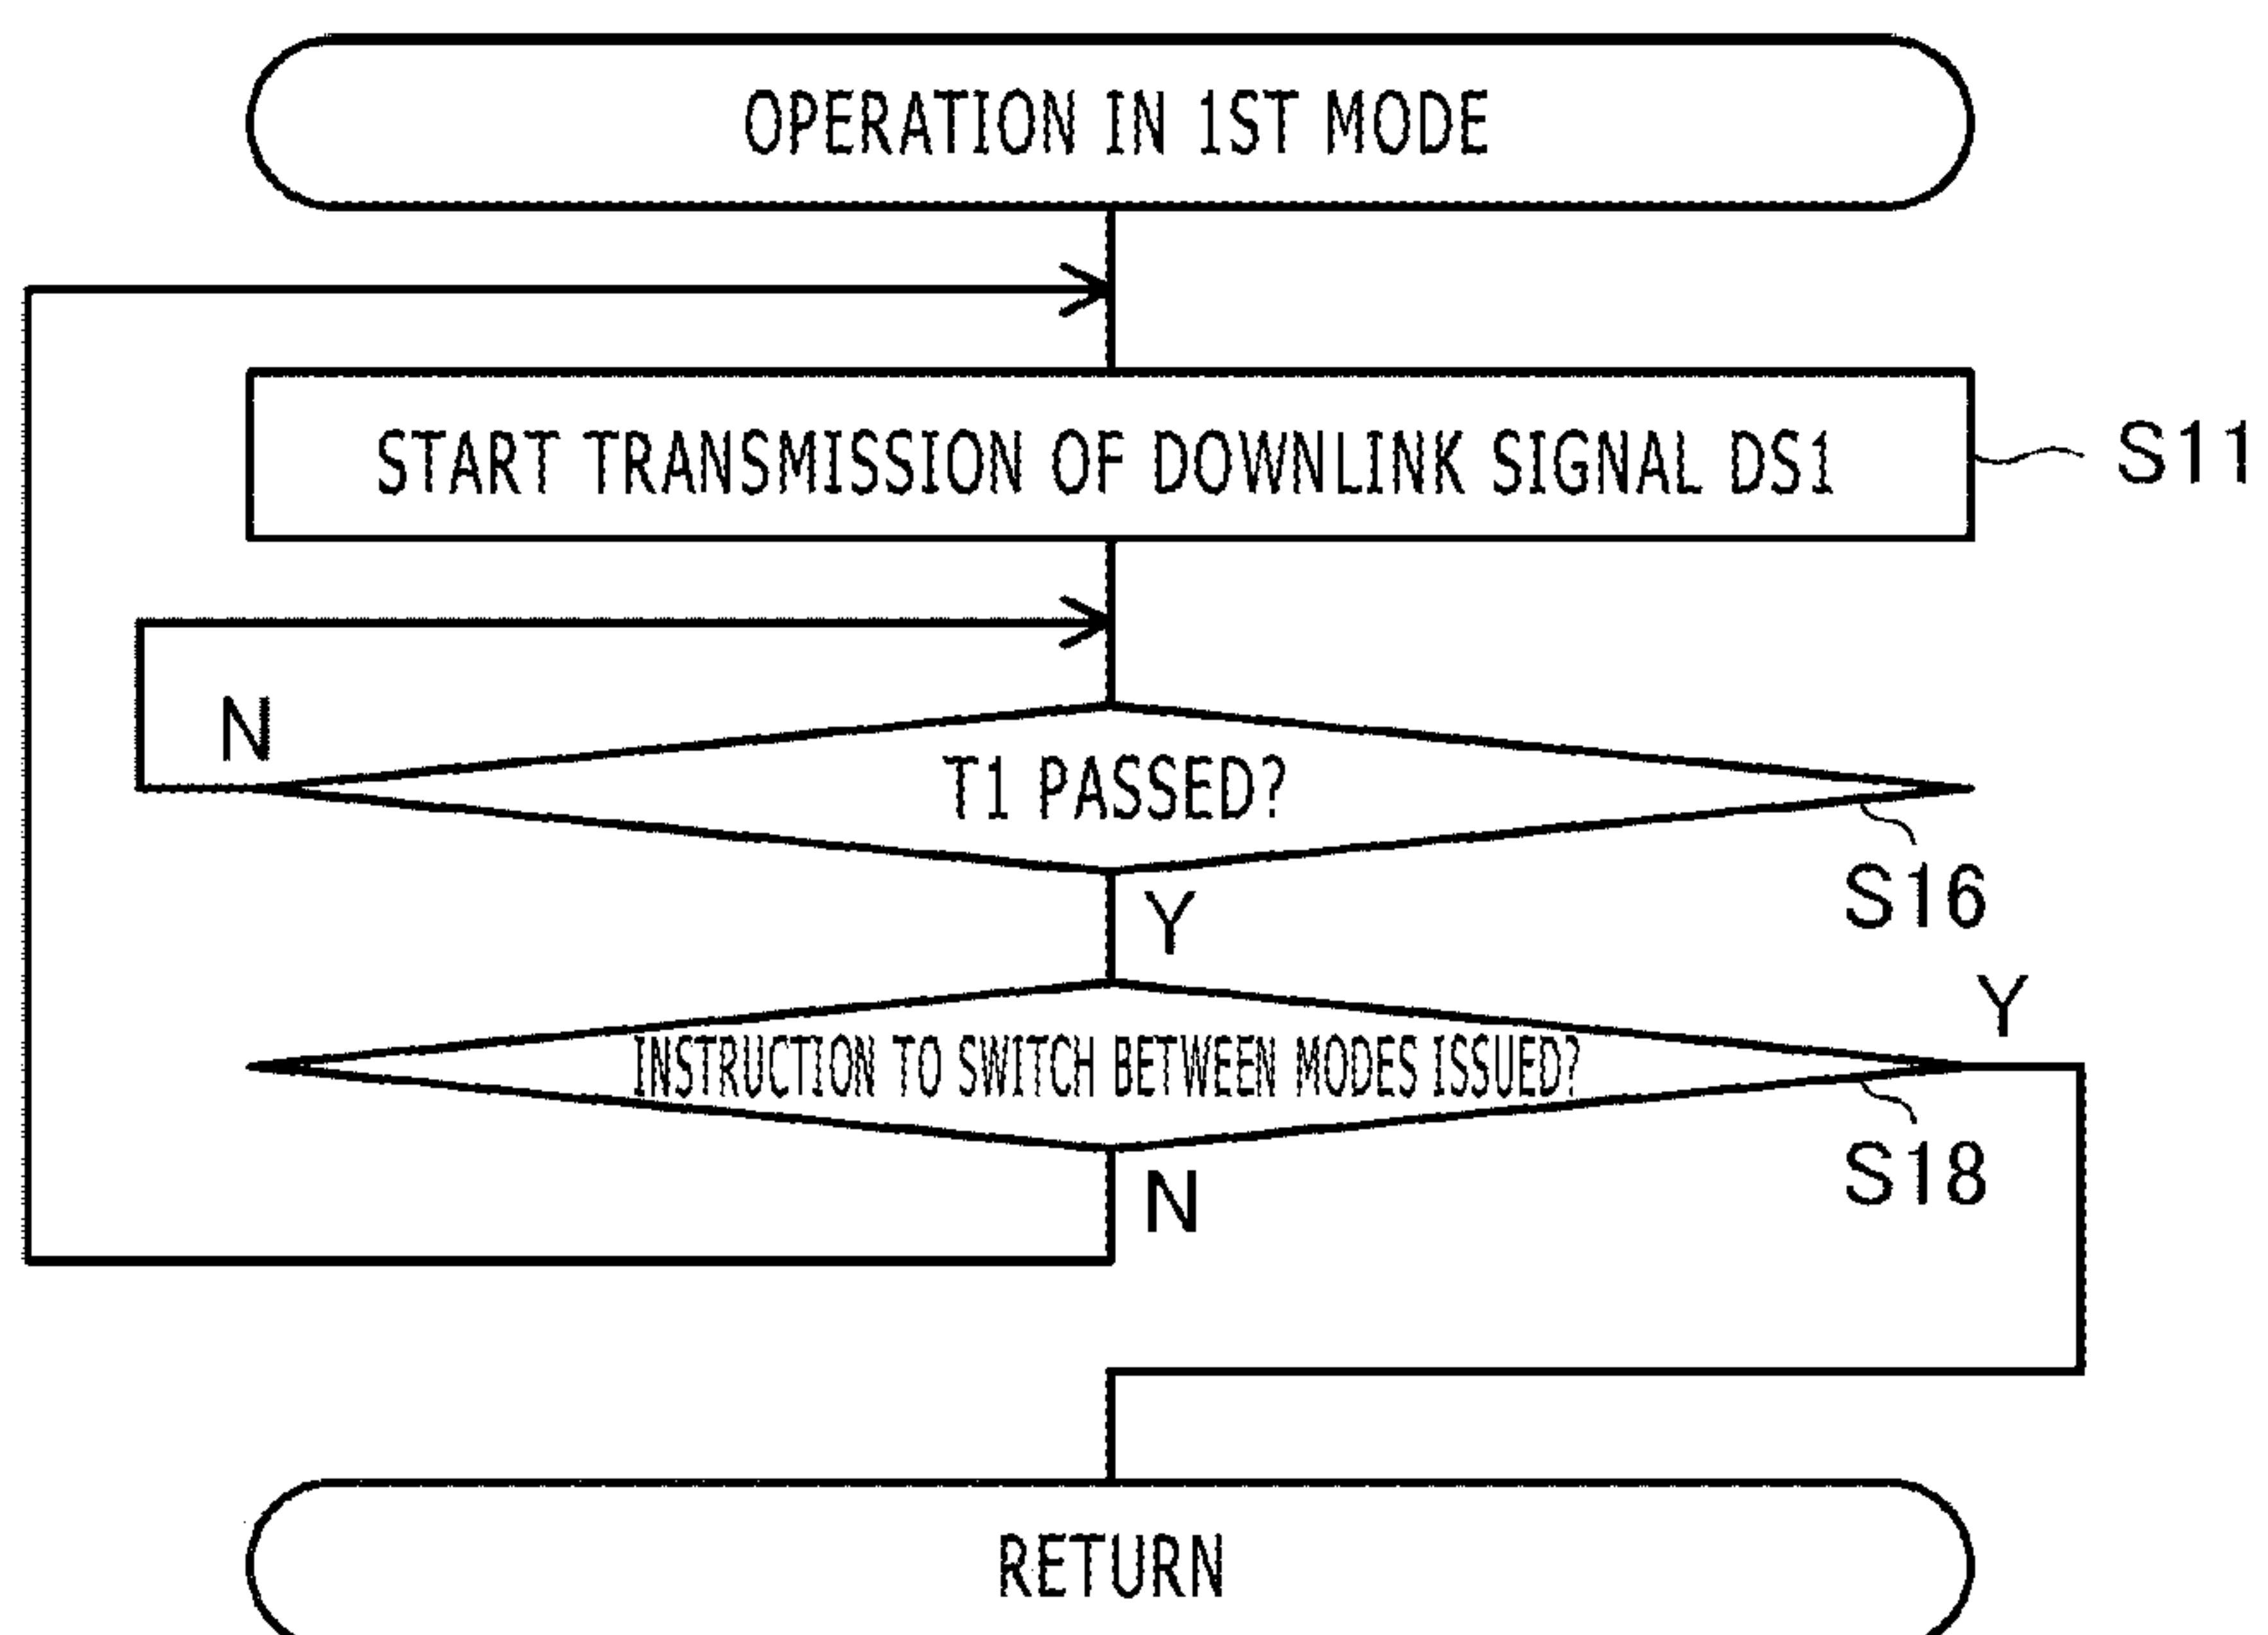 OPERATION IN 1ST MODE
START TRANSMISSION OF DOWNLINK SIGNAL DS1
S11
N
T1 PASSED?
S16
Y
Y
INSTRUCTION TO SWITCH BETWEEN MODES ISSUED?
S18
N
RETURN